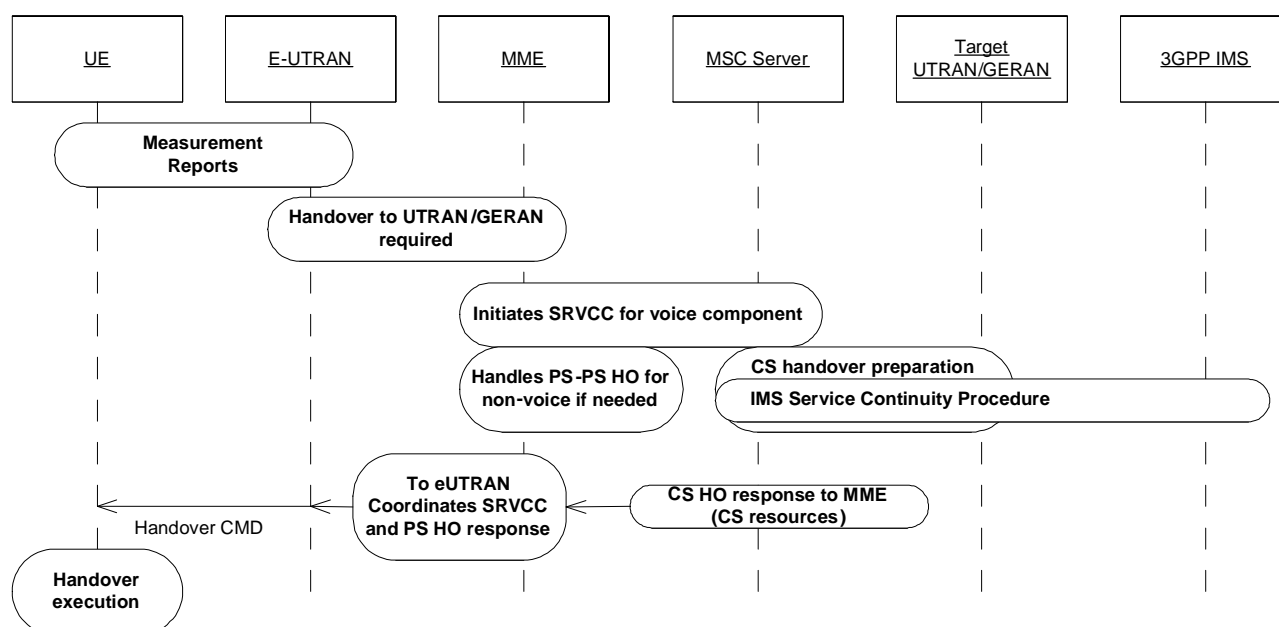 UE
E-UTRAN
MME
MSC Server
Target
UTRAN/GERAN
3GPP IMS
Measurement
Reports
Handover to UTRAN/GERAN
required
Initiates SRVCC for voice component
Handles PS-PS HO for
non-voice if needed
CS handover preparation
IMS Service Continuity Procedure
To eUTRAN
Coordinates SRVCC
and PS HO response
CS HO response to MME
(CS resources)
Handover CMD
Handover
execution